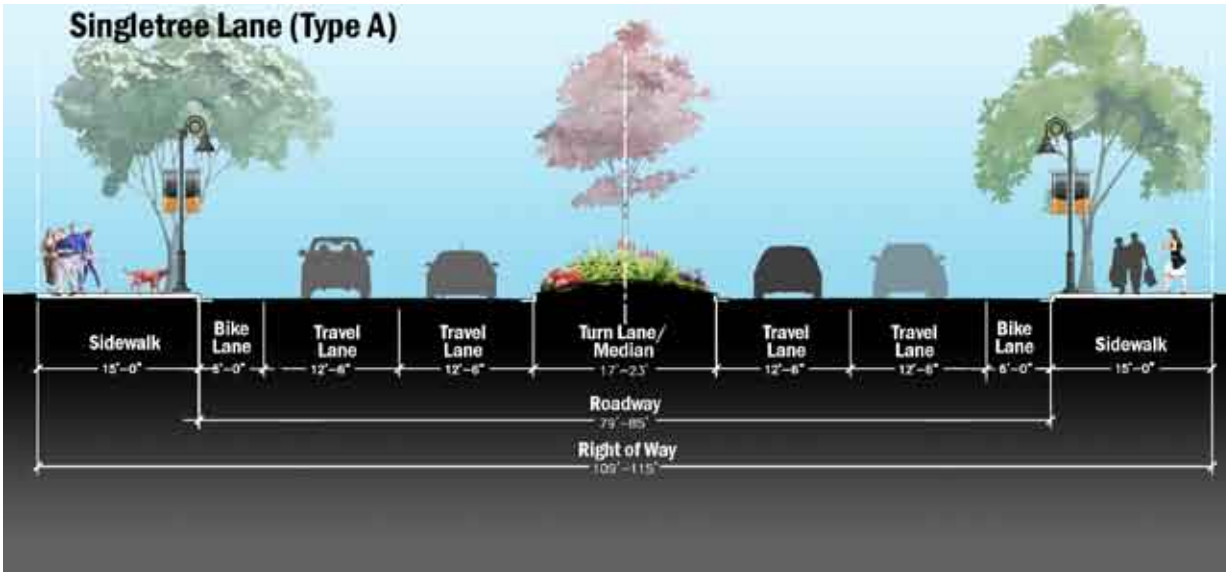 Singletree Lane (Type A)
Sidewalk
15'-0"
Bike
Lane
6'-0"
Travel
Lane
12'-6"
Travel
Lane
12'-6"
Turn Lane/
Median
17'-23'
Travel
Lane
12'-6"
Travel
Lane
12'-6"
Bike
Lane
6'-0"
Sidewalk
15'-0"
Roadway
79'-85'
Right of Way
109'-115'